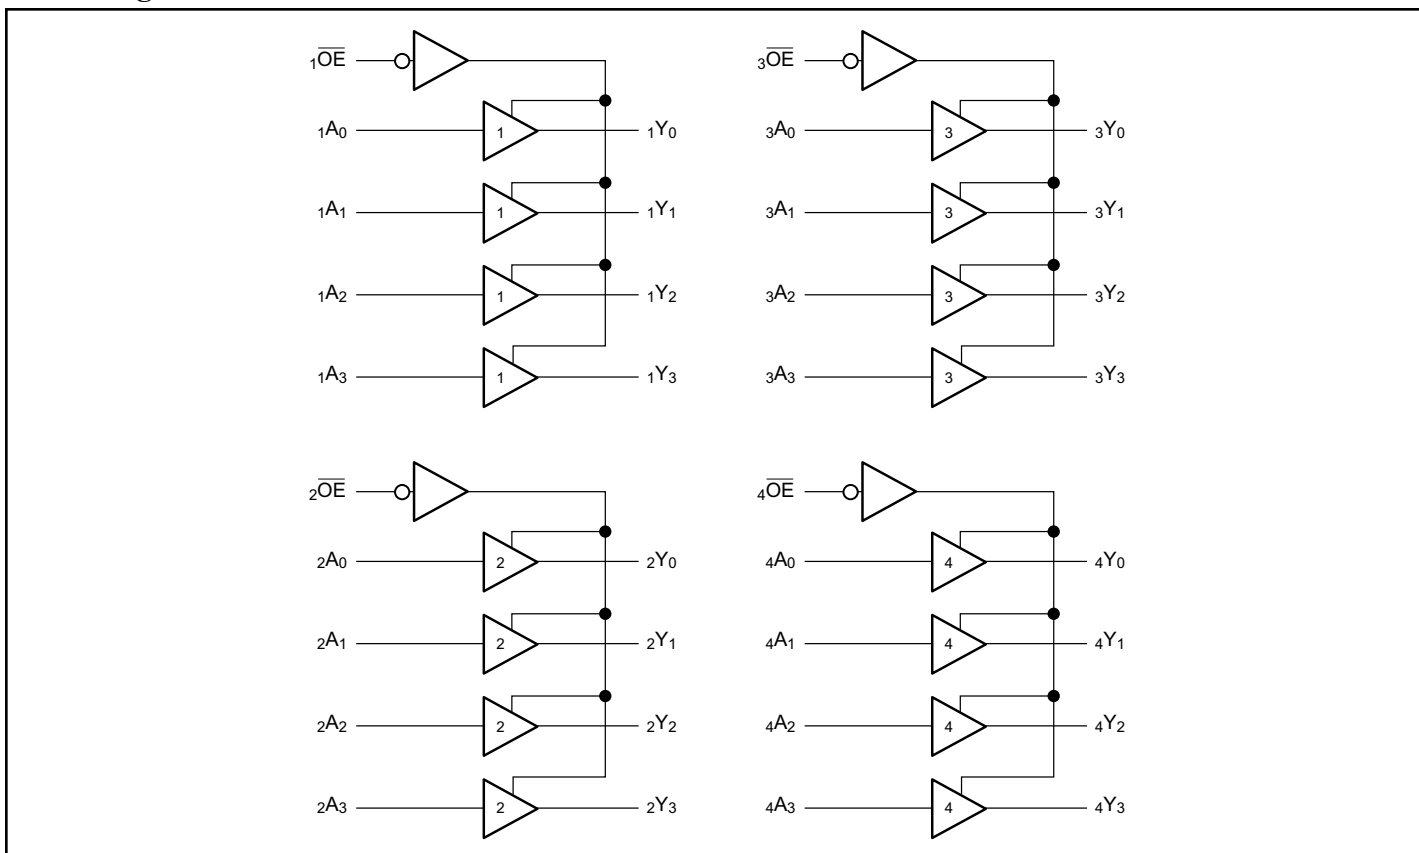 1OE 3OE
1A0 1 1Y0 3A0 3 3Y0
1A1 1 1Y1 3A1 3 3Y1
1A2 1 1Y2 3A2 3 3Y2
1A3 1 1Y3 3A3 3 3Y3
2OE 4OE
2A0 2 2Y0 4A0 4 4Y0
2A1 2 2Y1 4A1 4 4Y1
2A2 2 2Y2 4A2 4 4Y2
2A3 2 2Y3 4A3 4 4Y3